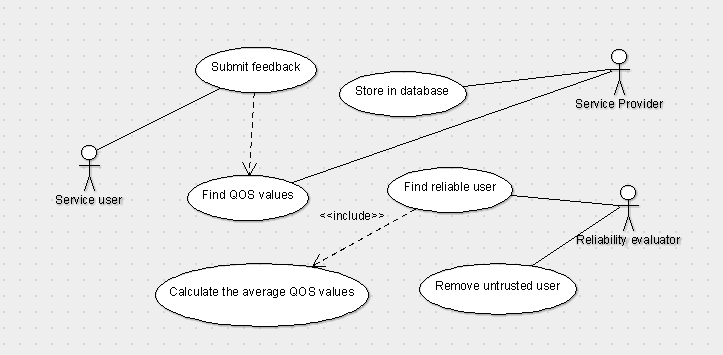 Submit feedback
Store in database
Service Provider
Service user
Find QOS values
Find reliable user
<<include>>
Reliability evaluator
Calculate the average QOS values
Remove untrusted user